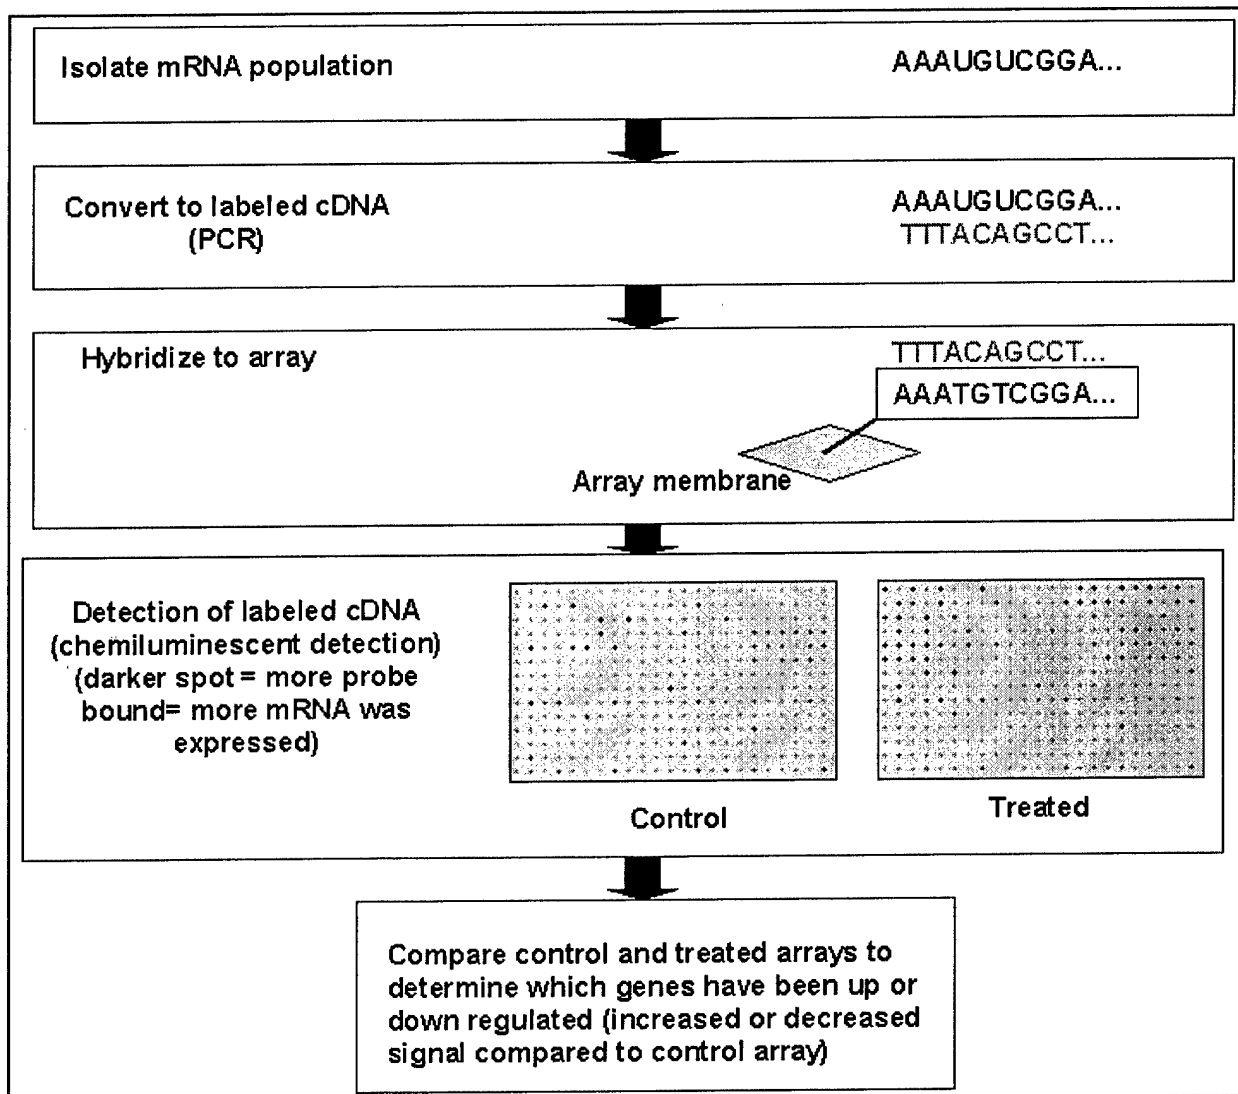 Isolate mRNA population
AAAUGUCGGA...
Convert to labeled cDNA
(PCR)
AAAUGUCGGA...
TTTACAGCCT...
Hybridize to array
TTTACAGCCT...
AAATGTCGGA...
Array membrane
Detection of labeled cDNA
(chemiluminescent detection)
(darker spot = more probe
bound= more mRNA was
expressed)
Control
Treated
Compare control and treated arrays to
determine which genes have been up or
down regulated (increased or decreased
signal compared to control array)